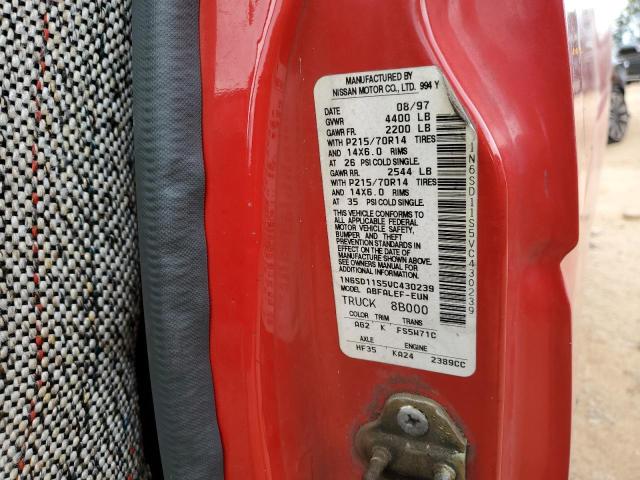 MANUFACTURED BY
NISSAN MOTOR CO., LTD. 994 Y
DATE 08/97
GVWR 4400 LB
GAWR FR. 2200 LB
WITH P215/70R14 TIRES
AND 14X6.0 RIMS
AT 26 PSI COLD SINGLE.
GAWR RR. 2544 LB
WITH P215/70R14 TIRES
AND 14X6.0 RIMS
AT 35 PSI COLD SINGLE.
THIS VEHICLE CONFORMS TO
ALL APPLICABLE FEDERAL
MOTOR VEHICLE SAFETY,
BUMPER AND THEFT
PREVENTION STANDARDS IN
EFFECT ON THE DATE OF
MANUFACTURE SHOWN ABOVE.
SEE OWNERS MANUAL FOR
ADDITIONAL INFORMATION.
1N6SD11S5VC430239
MODEL ABFALEF-EUN
TRUCK 8B000
COLOR TRIM TRANS
AG2 K FS5W71C
AXLE ENGINE
HF35 KA24 2389CC
1N6SD11S5VC430239